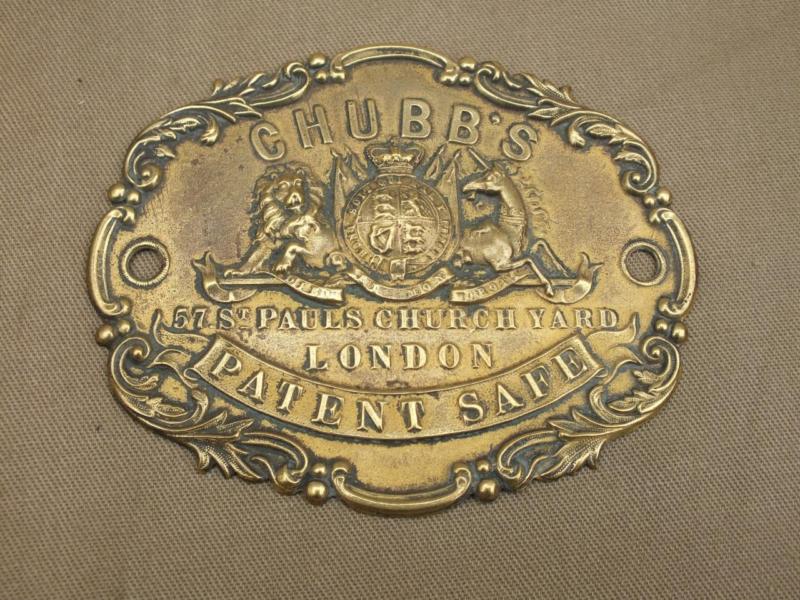 CHUBB'S
57 ST PAULS CHURCH YARD
LONDON
PATENT SAFE